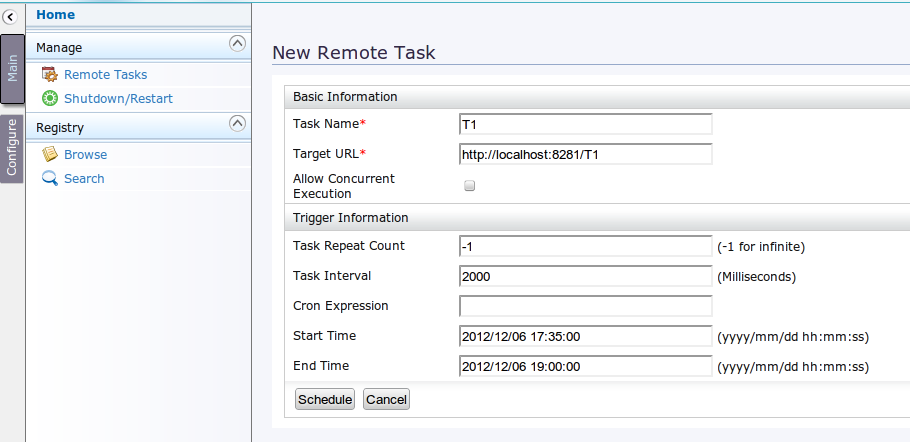 Home
Main
Manage
Remote Tasks
Shutdown/Restart
Configure
Registry
Browse
Search
New Remote Task
Basic Information
Task Name* T1
Target URL* http://localhost:8281/T1
Allow Concurrent
Execution
Trigger Information
Task Repeat Count -1 (-1 for infinite)
Task Interval 2000 (Milliseconds)
Cron Expression
Start Time 2012/12/06 17:35:00 (yyyy/mm/dd hh:mm:ss)
End Time 2012/12/06 19:00:00 (yyyy/mm/dd hh:mm:ss)
Schedule Cancel